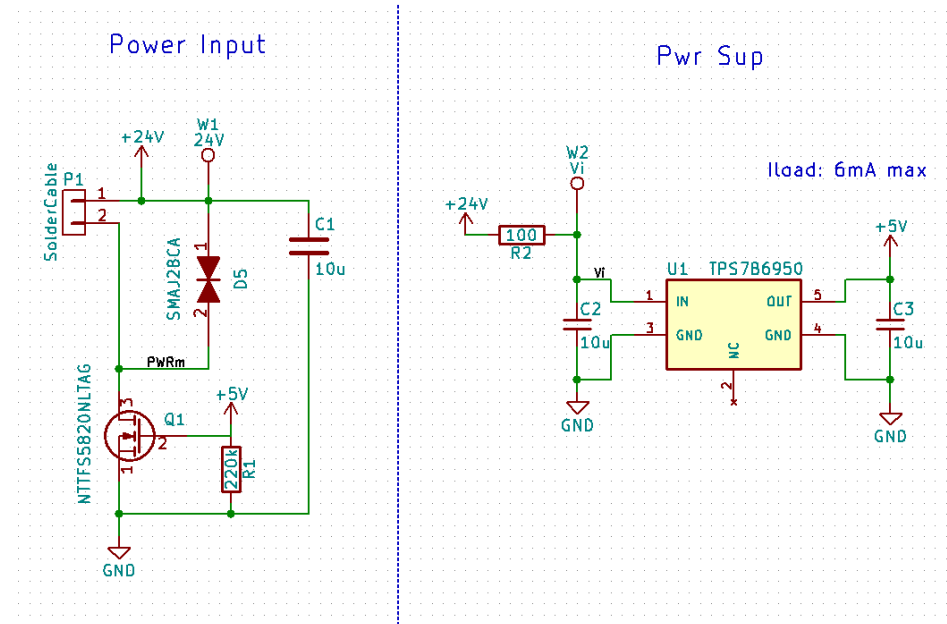 Power Input
Pwr Sup
W1
+24V
24V
P1
SolderCable
1
2
C1
10u
1
SMAJ28CA
D5
2
PWRm
NTTFS5820NLTAG
3
Q1
2
1
+5V
220k
R1
GND
W2
Vi
Iload: 6mA max
+24V
100
R2
+5V
Vi
U1
TPS7B6950
1
IN
OUT
5
C2
10u
3
GND
GND
4
C3
10u
NC
2
GND
GND